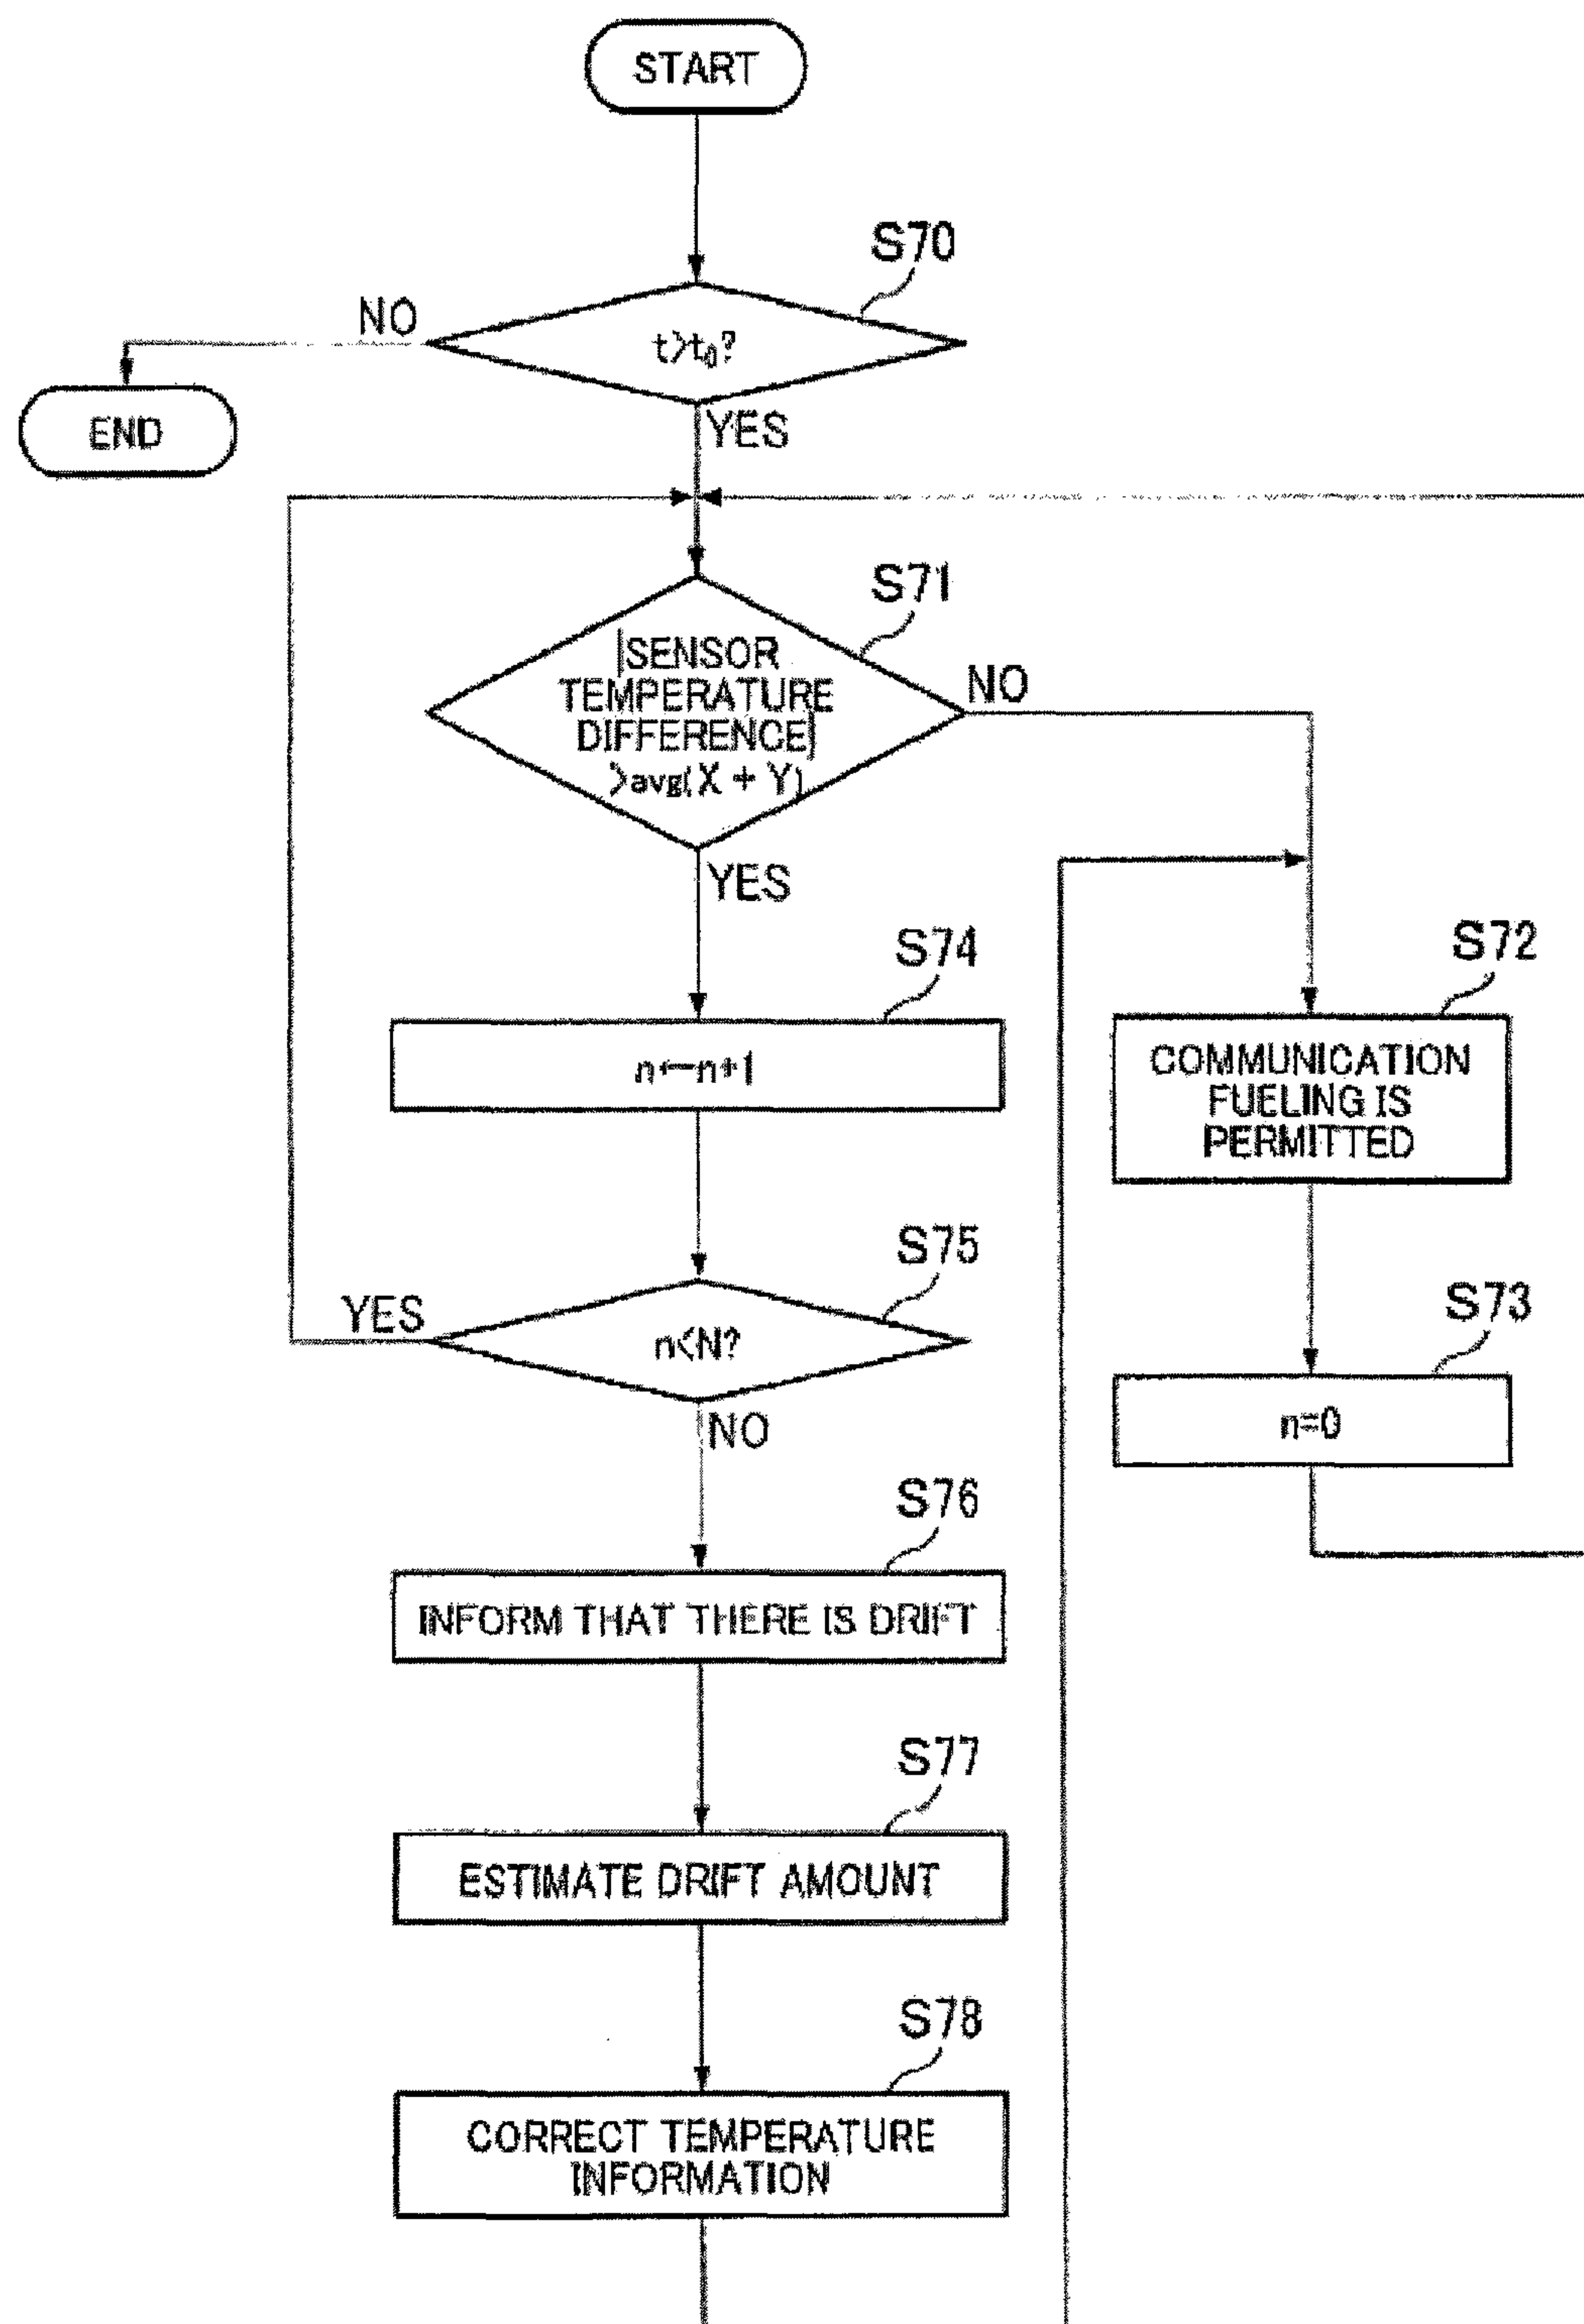 START
S70
NO
t>t₀?
END
YES
S71
|SENSOR
TEMPERATURE
DIFFERENCE|
>avg(X + Y)
NO
YES
S74
S72
n←n+1
COMMUNICATION
FUELING IS
PERMITTED
S75
S73
YES
n<N?
n=0
NO
S76
INFORM THAT THERE IS DRIFT
S77
ESTIMATE DRIFT AMOUNT
S78
CORRECT TEMPERATURE
INFORMATION